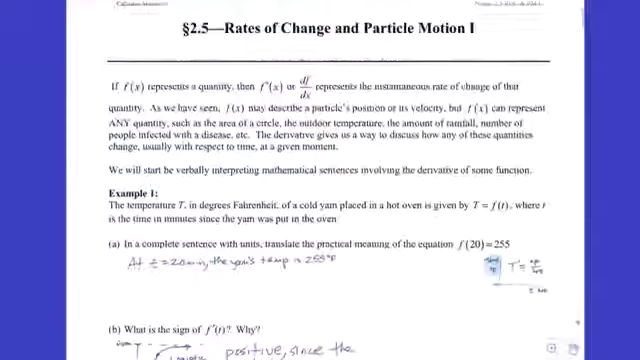 §2.5—Rates of Change and Particle Motion I
If f(x) represents a quantity, then f'(x) or df/dx represents the instantaneous rate of change of that
quantity. As we have seen, f(x) may describe a particle's position or its velocity, but f(x) can represent
ANY quantity, such as the area of a circle, the outdoor temperature, the amount of rainfall, number of
people infected with a disease, etc. The derivative gives us a way to discuss how any of these quantities
change, usually with respect to time, at a given moment.
We will start be verbally interpreting mathematical sentences involving the derivative of some function.
Example 1:
The temperature T, in degrees Fahrenheit, of a cold yam placed in a hot oven is given by T = f(t), where t
is the time in minutes since the yam was put in the oven
(a) In a complete sentence with units, translate the practical meaning of the equation f(20) = 255
At t = 20 min, the yam's temp is 255°F
(b) What is the sign of f'(t)? Why?
positive, since the